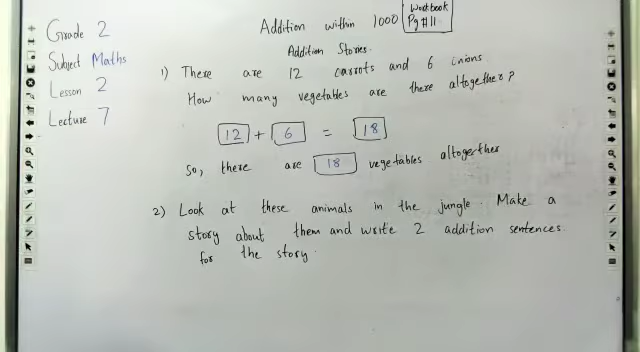 Grade 2
Subject Maths
Lesson 2
Lecture 7
Addition within 1000
Workbook
Pg # 11
Addition Stories.
1) There are 12 carrots and 6 onions.
How many vegetables are there altogether?
12 + 6 = 18
So, there are 18 vegetables altogether
2) Look at these animals in the jungle. Make a
story about them and write 2 addition sentences
for the story.